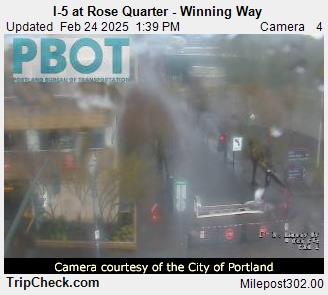 I-5 at Rose Quarter - Winning Way
Updated Feb 24 2025 1:39 PM Camera 4
PBOT
PORTLAND BUREAU OF TRANSPORTATION
Camera courtesy of the City of Portland
TripCheck.com Milepost302.00